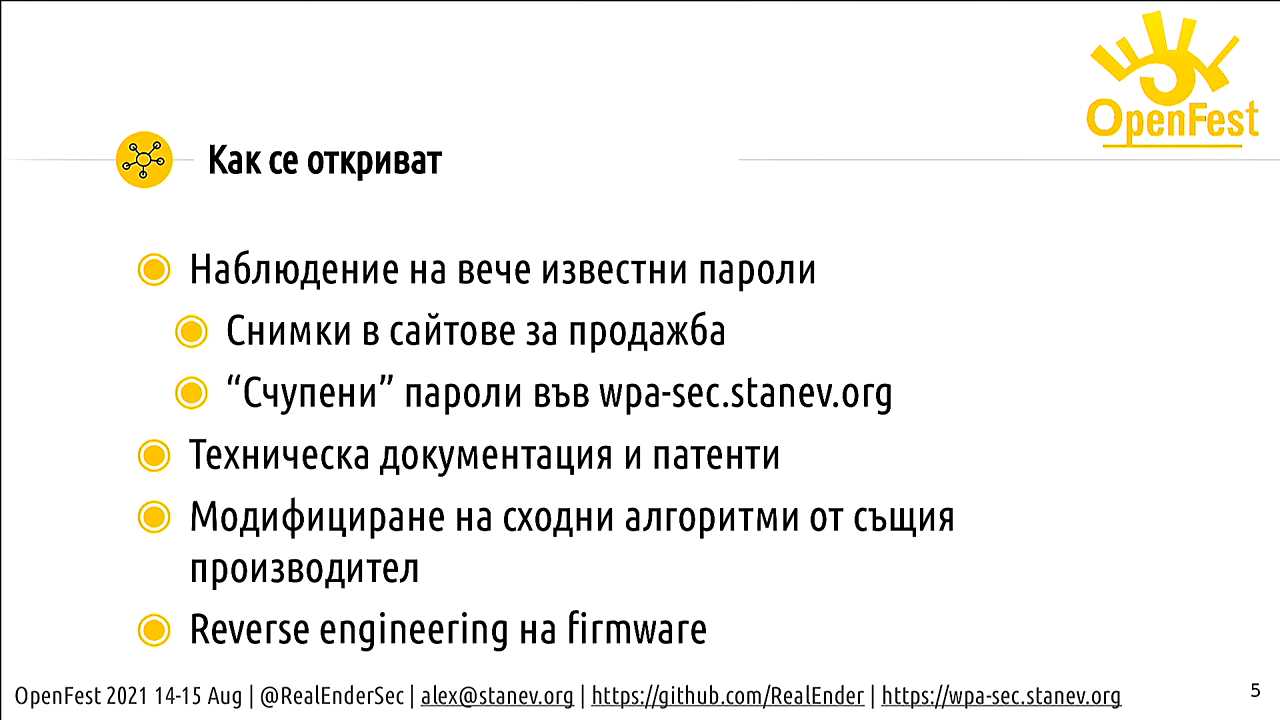 OpenFest
Как се откриват
Наблюдение на вече известни пароли
Снимки в сайтове за продажба
“Счупени” пароли във wpa-sec.stanev.org
Техническа документация и патенти
Модифициране на сходни алгоритми от същия
производител
Reverse engineering на firmware
OpenFest 2021 14-15 Aug | @RealEnderSec | alex@stanev.org | https://github.com/RealEnder | https://wpa-sec.stanev.org
5